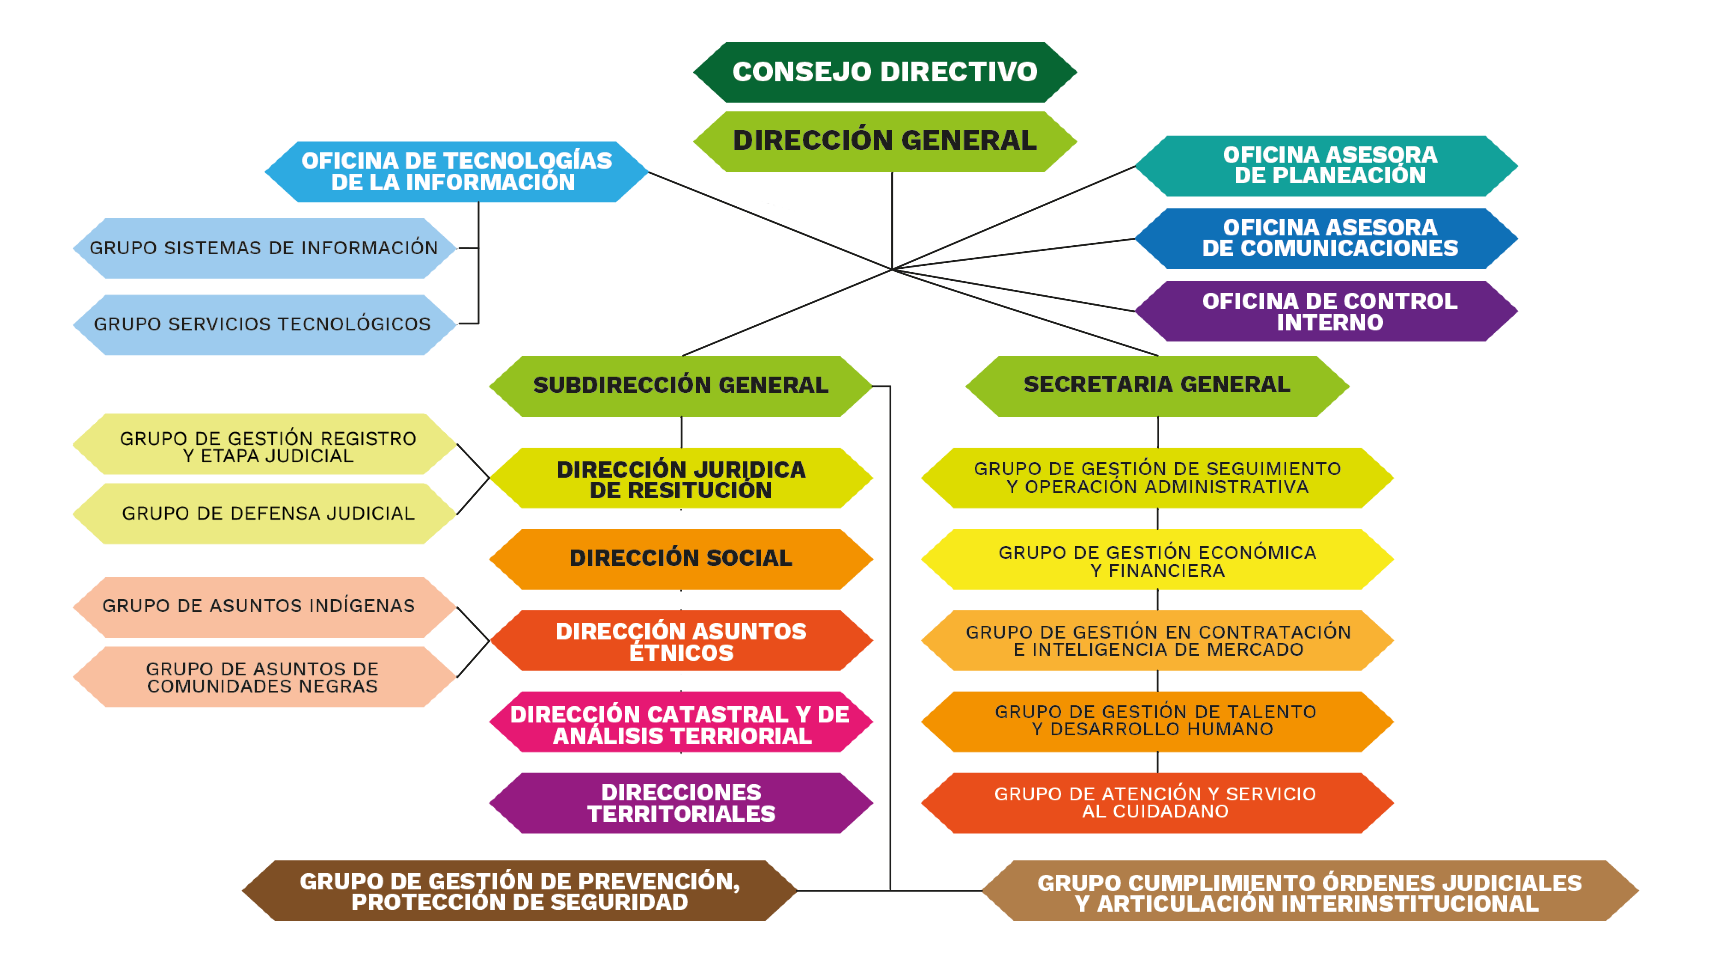 CONSEJO DIRECTIVO
DIRECCIÓN GENERAL
OFICINA DE TECNOLOGÍAS
DE LA INFORMACIÓN
GRUPO SISTEMAS DE INFORMACIÓN
GRUPO SERVICIOS TECNOLÓGICOS
OFICINA ASESORA
DE PLANEACIÓN
OFICINA ASESORA
DE COMUNICACIONES
OFICINA DE CONTROL
INTERNO
SUBDIRECCIÓN GENERAL
SECRETARIA GENERAL
GRUPO DE GESTIÓN REGISTRO
Y ETAPA JUDICIAL
GRUPO DE DEFENSA JUDICIAL
DIRECCIÓN JURIDICA
DE RESITUCIÓN
DIRECCIÓN SOCIAL
GRUPO DE ASUNTOS INDÍGENAS
GRUPO DE ASUNTOS DE
COMUNIDADES NEGRAS
DIRECCIÓN ASUNTOS
ÉTNICOS
DIRECCIÓN CATASTRAL Y DE
ANÁLISIS TERRIORIAL
DIRECCIONES
TERRITORIALES
GRUPO DE GESTIÓN DE SEGUIMIENTO
Y OPERACIÓN ADMINISTRATIVA
GRUPO DE GESTIÓN ECONÓMICA
Y FINANCIERA
GRUPO DE GESTIÓN EN CONTRATACIÓN
E INTELIGENCIA DE MERCADO
GRUPO DE GESTIÓN DE TALENTO
Y DESARROLLO HUMANO
GRUPO DE ATENCIÓN Y SERVICIO
AL CUIDADANO
GRUPO DE GESTIÓN DE PREVENCIÓN,
PROTECCIÓN DE SEGURIDAD
GRUPO CUMPLIMIENTO ÓRDENES JUDICIALES
Y ARTICULACIÓN INTERINSTITUCIONAL